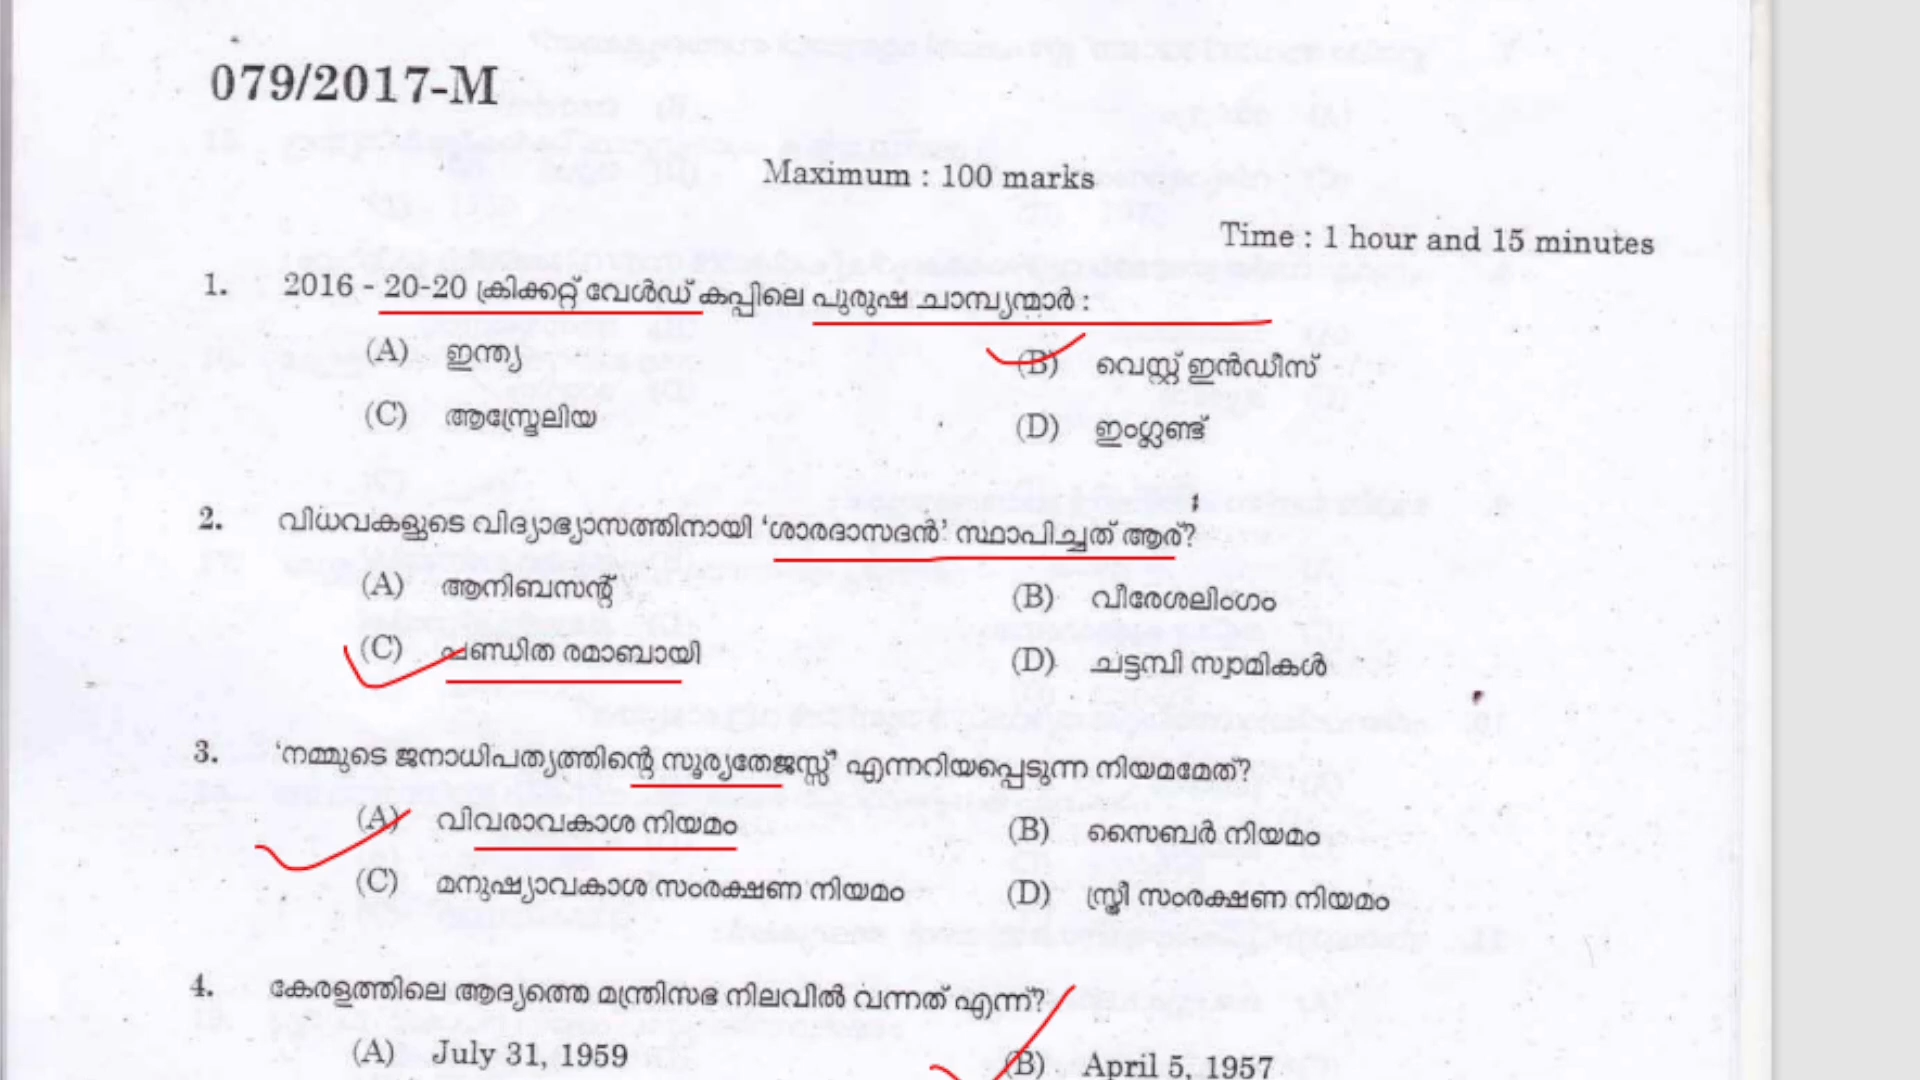 079/2017-M
Maximum : 100 marks
Time : 1 hour and 15 minutes
1. 2016 - 20-20 ക്രിക്കറ്റ് വേൾഡ് കപ്പിലെ പുരുഷ ചാമ്പ്യന്മാർ :
(A) ഇന്ത്യ (B) വെസ്റ്റ് ഇൻഡീസ്
(C) ആസ്ത്രേലിയ (D) ഇംഗ്ലണ്ട്
2. വിധവകളുടെ വിദ്യാഭ്യാസത്തിനായി 'ശാരദാസദൻ' സ്ഥാപിച്ചത് ആര്?
(A) ആനിബസന്റ് (B) വീരേശലിംഗം
(C) പണ്ഡിത രമാബായി (D) ചട്ടമ്പി സ്വാമികൾ
3. 'നമ്മുടെ ജനാധിപത്യത്തിന്റെ സൂര്യതേജസ്സ്' എന്നറിയപ്പെടുന്ന നിയമമേത്?
(A) വിവരാവകാശ നിയമം (B) സൈബർ നിയമം
(C) മനുഷ്യാവകാശ സംരക്ഷണ നിയമം (D) സ്ത്രീ സംരക്ഷണ നിയമം
4. കേരളത്തിലെ ആദ്യത്തെ മന്ത്രിസഭ നിലവിൽ വന്നത് എന്ന്?
(A) July 31, 1959 (B) April 5, 1957